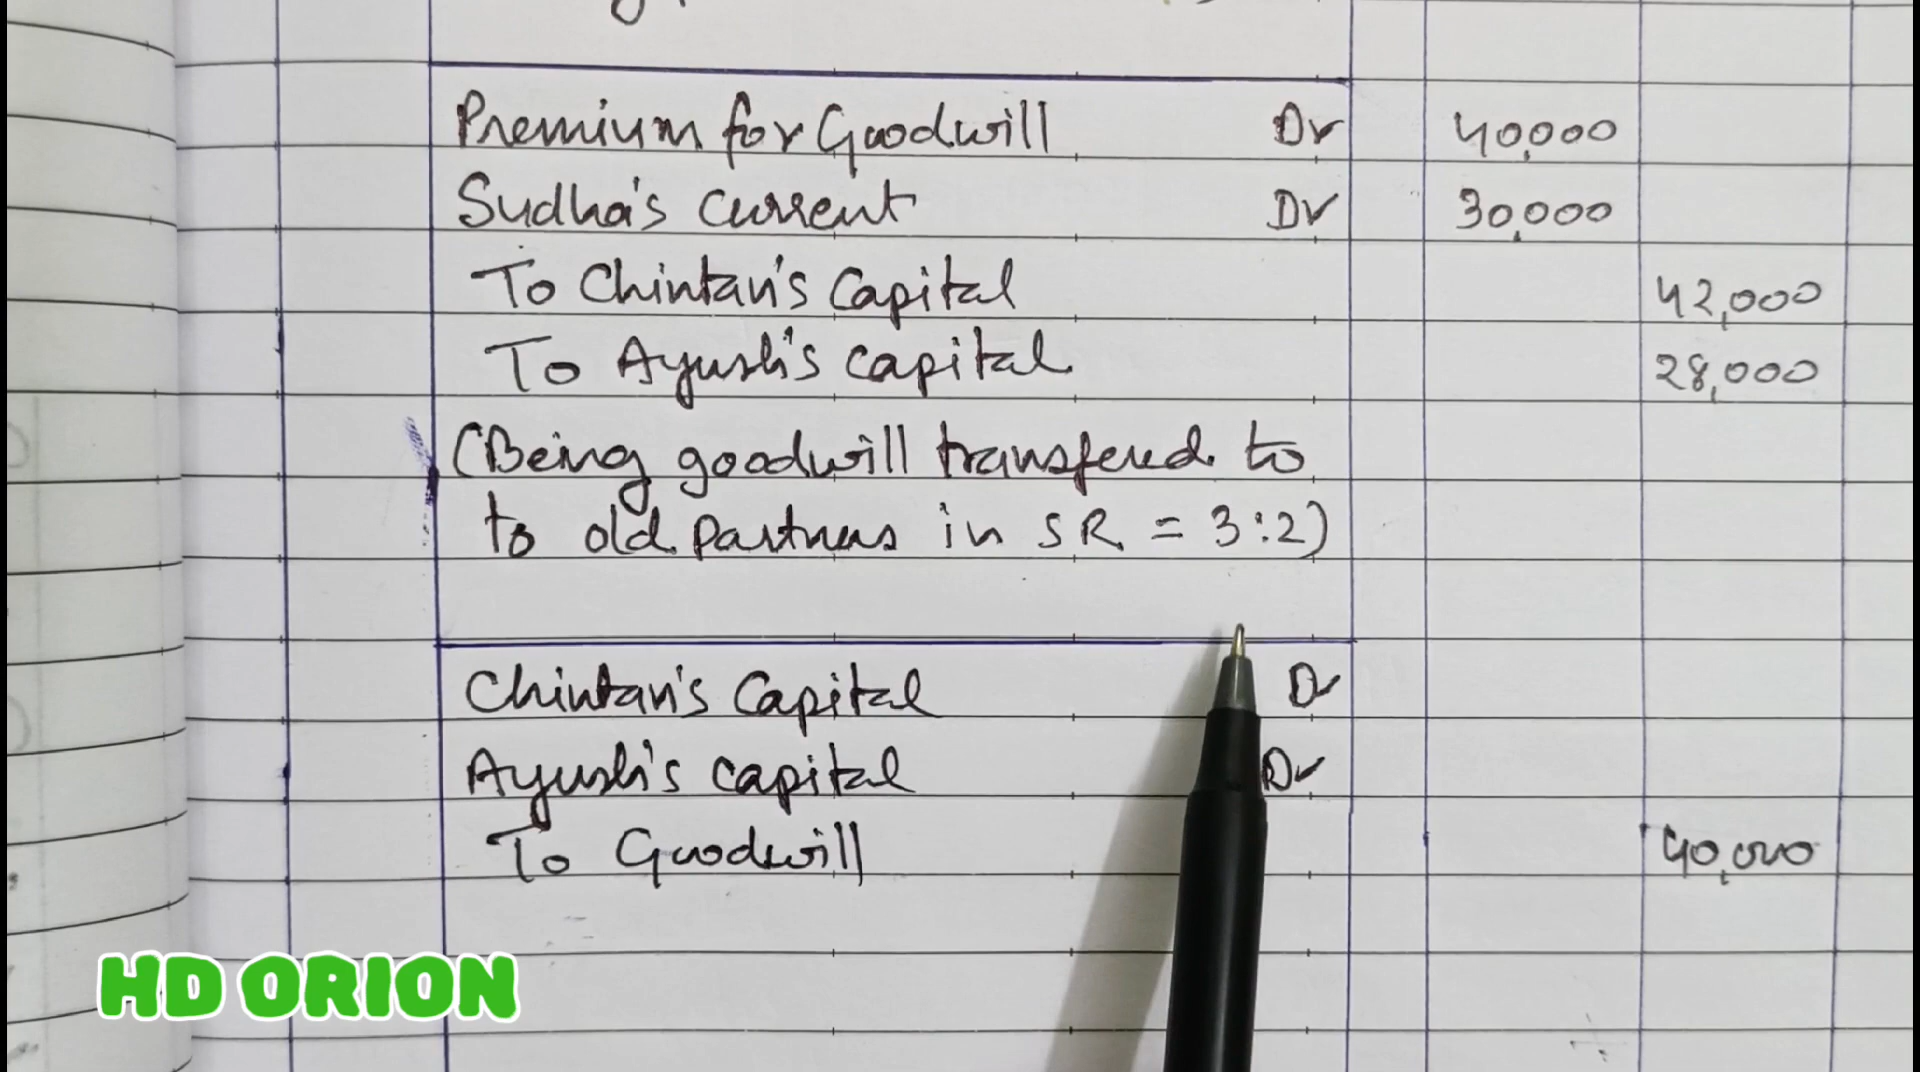 Premium for Goodwill Dr 40,000
Sudha's current Dr 30,000
To Chintan's Capital 42,000
To Ayush's capital 28,000
(Being goodwill transfered to
to old partners in SR = 3:2)
Chintan's Capital Dr
Ayush's capital Dr
To Goodwill 40,000
HD ORION